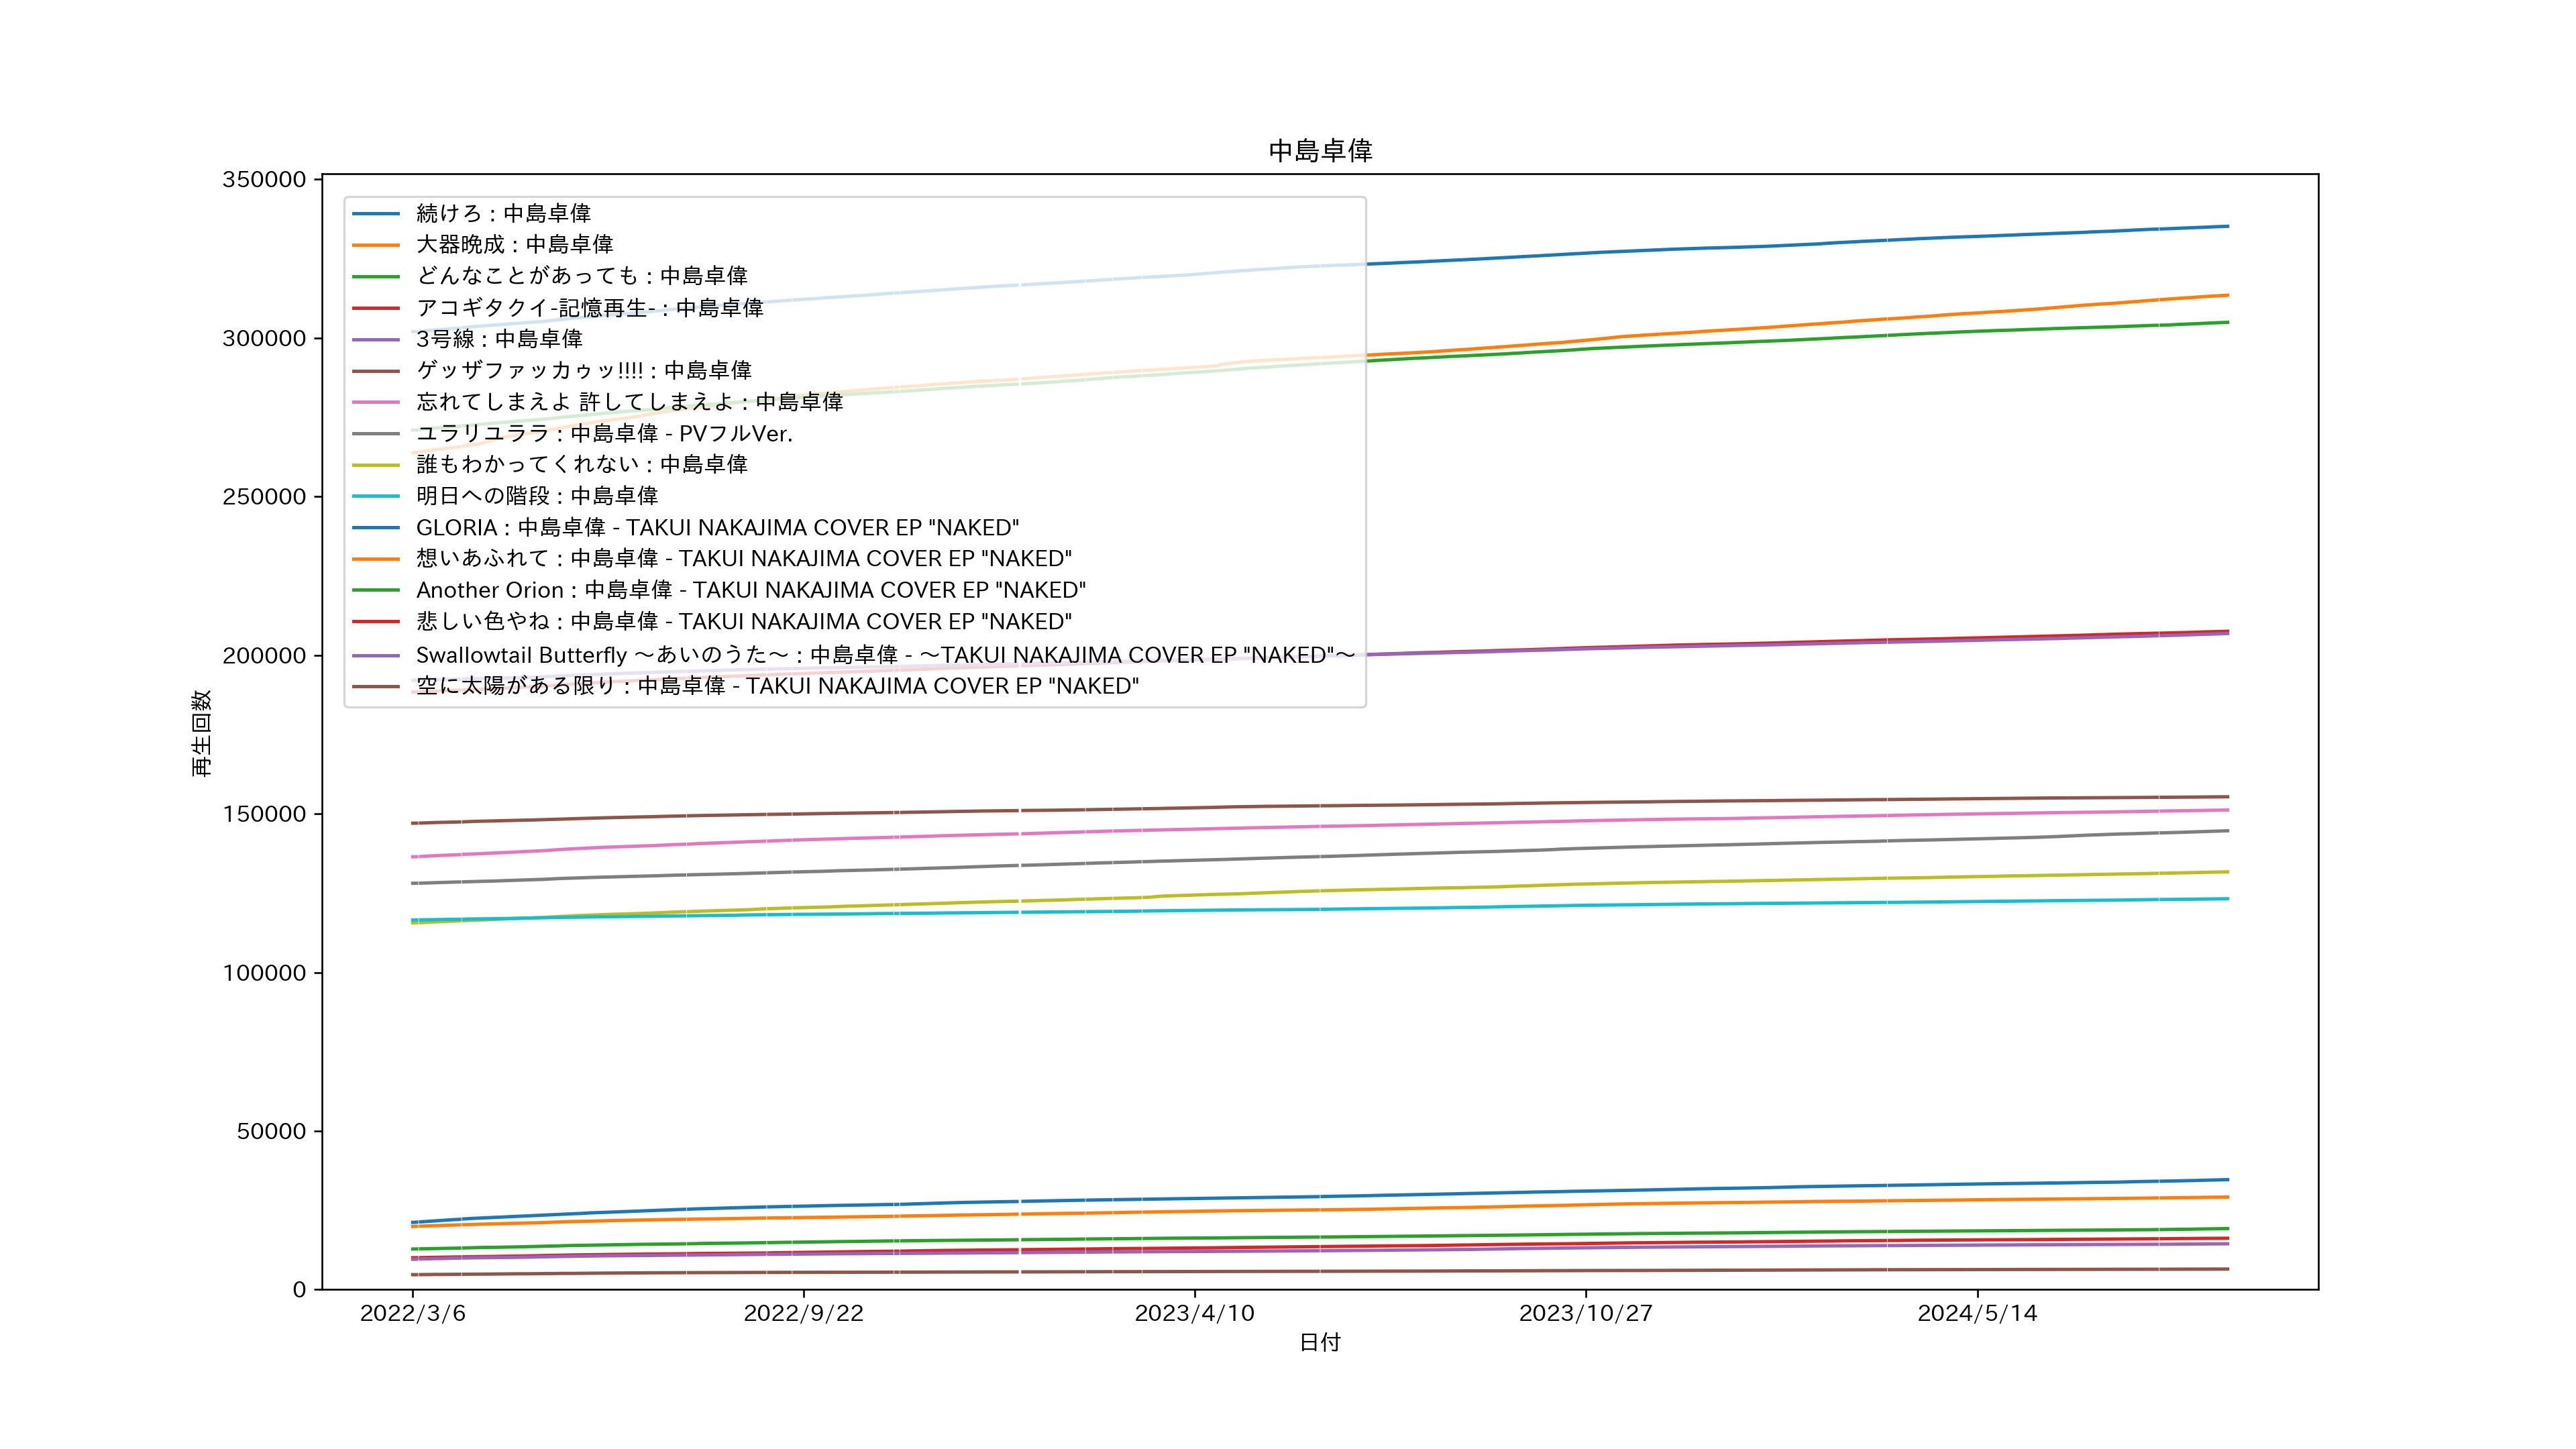 中島卓偉
350000
300000
250000
200000
150000
100000
50000
0
再生回数
続けろ : 中島卓偉
大器晩成 : 中島卓偉
どんなことがあっても : 中島卓偉
アコギタクイ-記憶再生- : 中島卓偉
3号線 : 中島卓偉
ゲッザファッカゥッ!!!! : 中島卓偉
忘れてしまえよ 許してしまえよ : 中島卓偉
ユラリユララ : 中島卓偉 - PVフルVer.
誰もわかってくれない : 中島卓偉
明日への階段 : 中島卓偉
GLORIA : 中島卓偉 - TAKUI NAKAJIMA COVER EP "NAKED"
想いあふれて : 中島卓偉 - TAKUI NAKAJIMA COVER EP "NAKED"
Another Orion : 中島卓偉 - TAKUI NAKAJIMA COVER EP "NAKED"
悲しい色やね : 中島卓偉 - TAKUI NAKAJIMA COVER EP "NAKED"
Swallowtail Butterfly 〜あいのうた〜 : 中島卓偉 - 〜TAKUI NAKAJIMA COVER EP "NAKED"〜
空に太陽がある限り : 中島卓偉 - TAKUI NAKAJIMA COVER EP "NAKED"
2022/3/6
2022/9/22
2023/4/10
2023/10/27
2024/5/14
日付